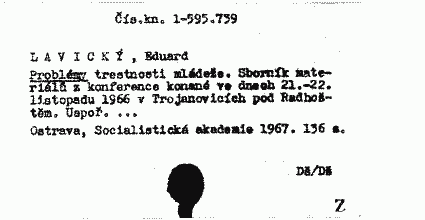 Čís.kn. 1-595.739
L A V I C K Ý , Eduard
Problémy trestnosti mládeže. Sborník mate-
riálů z konference konané ve dnech 21.-22.
listopadu 1966 v Trojanovicích pod Radhoš-
těm. Uspoř. ...
Ostrava, Socialistická akademie 1967. 136 s.
Dš/Dš
Z